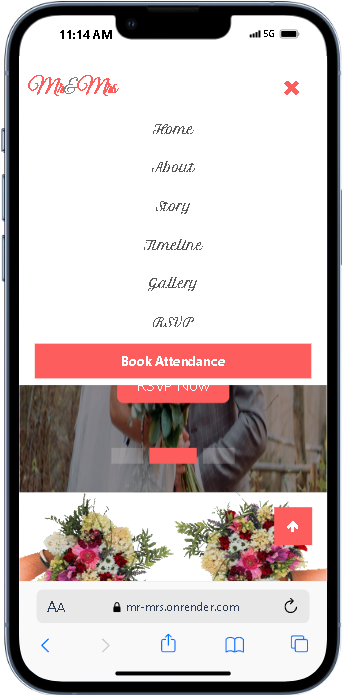 11:14 AM 5G
Mr&Mrs
Home
About
Story
Timeline
Gallery
RSVP
Book Attendance
RSVP Now
AA mr-mrs.onrender.com